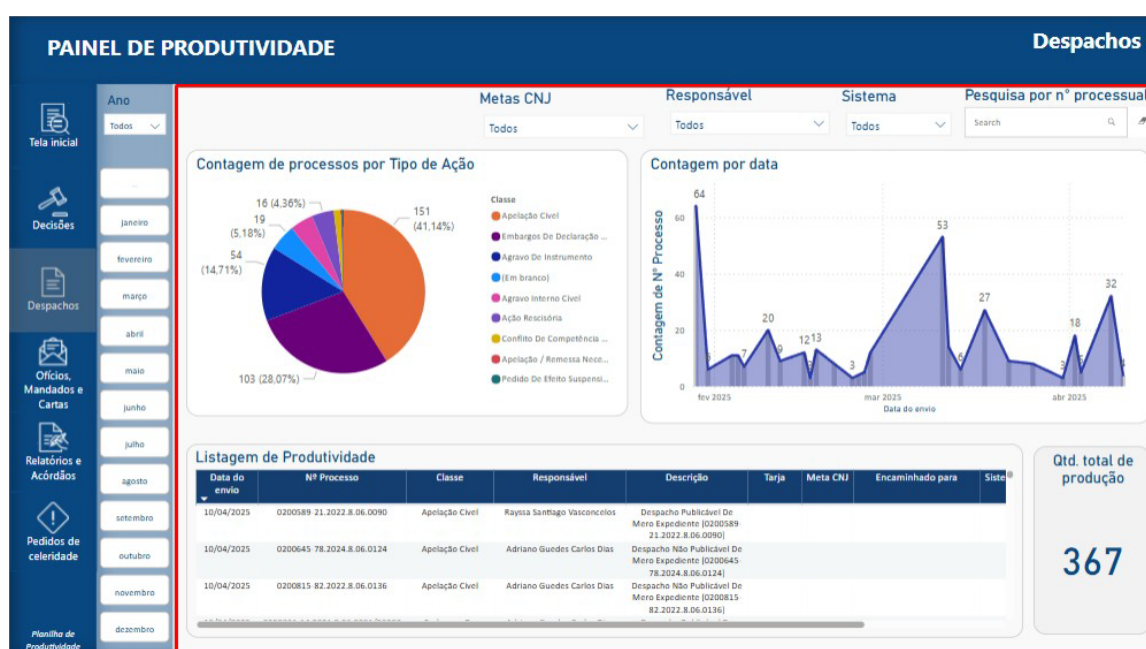 PAINEL DE PRODUTIVIDADE
Despachos
Tela inicial
Decisões
Despachos
Ofícios,
Mandados e
Cartas
Relatórios e
Acórdãos
Pedidos de
celeridade
Planilha de
Produtividade
Ano
Todos
janeiro
fevereiro
março
abril
maio
junho
julho
agosto
setembro
outubro
novembro
dezembro
Metas CNJ
Todos
Responsável
Todos
Sistema
Todos
Pesquisa por n° processual
Search
Contagem de processos por Tipo de Ação
16 (4,36%)
19
(5,18%)
54
(14,71%)
103 (28,07%)
151
(41,14%)
Classe
Apelação Cível
Embargos De Declaração ...
Agravo De Instrumento
(Em branco)
Agravo Interno Cível
Ação Rescisória
Conflito De Competência ...
Apelação / Remessa Nece...
Pedido De Efeito Suspensi...
Contagem por data
Contagem de Nº Processo
60
40
20
0
64
7
20
9
12
3
13
3
53
6
27
3
18
5
32
fev 2025
mar 2025
abr 2025
Data do envio
Listagem de Produtividade
Data do envio Nº Processo Classe Responsável Descrição Tarja Meta CNJ Encaminhado para Siste
10/04/2025 0200589-21.2022.8.06.0090 Apelação Cível Rayssa Santiago Vasconcelos Despacho Publicável De
Mero Expediente |0200589-
21.2022.8.06.0090|
10/04/2025 0200645-78.2024.8.06.0124 Apelação Cível Adriano Guedes Carlos Dias Despacho Não Publicável De
Mero Expediente |0200645-
78.2024.8.06.0124|
10/04/2025 0200815-82.2022.8.06.0136 Apelação Cível Adriano Guedes Carlos Dias Despacho Não Publicável De
Mero Expediente |0200815-
82.2022.8.06.0136|
Qtd. total de
produção
367